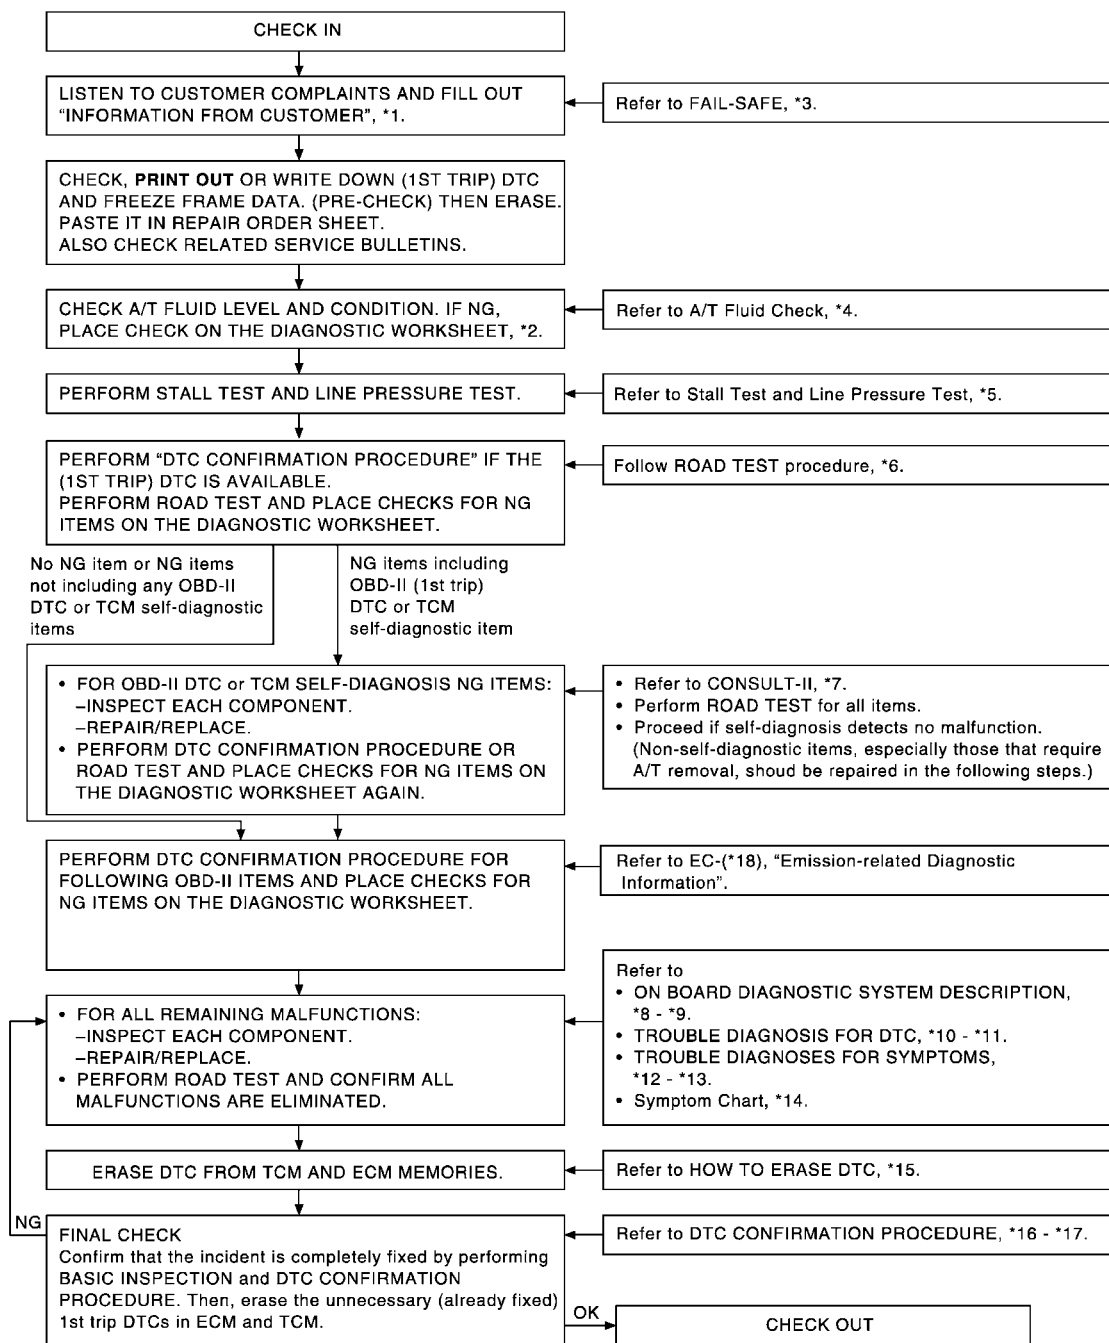 CHECK IN
LISTEN TO CUSTOMER COMPLAINTS AND FILL OUT
“INFORMATION FROM CUSTOMER”, *1.
Refer to FAIL-SAFE, *3.
CHECK, PRINT OUT OR WRITE DOWN (1ST TRIP) DTC
AND FREEZE FRAME DATA. (PRE-CHECK) THEN ERASE.
PASTE IT IN REPAIR ORDER SHEET.
ALSO CHECK RELATED SERVICE BULLETINS.
CHECK A/T FLUID LEVEL AND CONDITION. IF NG,
PLACE CHECK ON THE DIAGNOSTIC WORKSHEET, *2.
Refer to A/T Fluid Check, *4.
PERFORM STALL TEST AND LINE PRESSURE TEST.
Refer to Stall Test and Line Pressure Test, *5.
PERFORM “DTC CONFIRMATION PROCEDURE” IF THE
(1ST TRIP) DTC IS AVAILABLE.
PERFORM ROAD TEST AND PLACE CHECKS FOR NG
ITEMS ON THE DIAGNOSTIC WORKSHEET.
Follow ROAD TEST procedure, *6.
No NG item or NG items
not including any OBD-II
DTC or TCM self-diagnostic
items
NG items including
OBD-II (1st trip)
DTC or TCM
self-diagnostic item
• FOR OBD-II DTC or TCM SELF-DIAGNOSIS NG ITEMS:
–INSPECT EACH COMPONENT.
–REPAIR/REPLACE.
• PERFORM DTC CONFIRMATION PROCEDURE OR
ROAD TEST AND PLACE CHECKS FOR NG ITEMS ON
THE DIAGNOSTIC WORKSHEET AGAIN.
• Refer to CONSULT-II, *7.
• Perform ROAD TEST for all items.
• Proceed if self-diagnosis detects no malfunction.
(Non-self-diagnostic items, especially those that require
A/T removal, shoud be repaired in the following steps.)
PERFORM DTC CONFIRMATION PROCEDURE FOR
FOLLOWING OBD-II ITEMS AND PLACE CHECKS FOR
NG ITEMS ON THE DIAGNOSTIC WORKSHEET.
Refer to EC-(*18), “Emission-related Diagnostic
Information”.
• FOR ALL REMAINING MALFUNCTIONS:
–INSPECT EACH COMPONENT.
–REPAIR/REPLACE.
• PERFORM ROAD TEST AND CONFIRM ALL
MALFUNCTIONS ARE ELIMINATED.
Refer to
• ON BOARD DIAGNOSTIC SYSTEM DESCRIPTION,
*8 - *9.
• TROUBLE DIAGNOSIS FOR DTC, *10 - *11.
• TROUBLE DIAGNOSES FOR SYMPTOMS,
*12 - *13.
• Symptom Chart, *14.
ERASE DTC FROM TCM AND ECM MEMORIES.
Refer to HOW TO ERASE DTC, *15.
NG
FINAL CHECK
Confirm that the incident is completely fixed by performing
BASIC INSPECTION and DTC CONFIRMATION
PROCEDURE. Then, erase the unnecessary (already fixed)
1st trip DTCs in ECM and TCM.
Refer to DTC CONFIRMATION PROCEDURE, *16 - *17.
OK
CHECK OUT